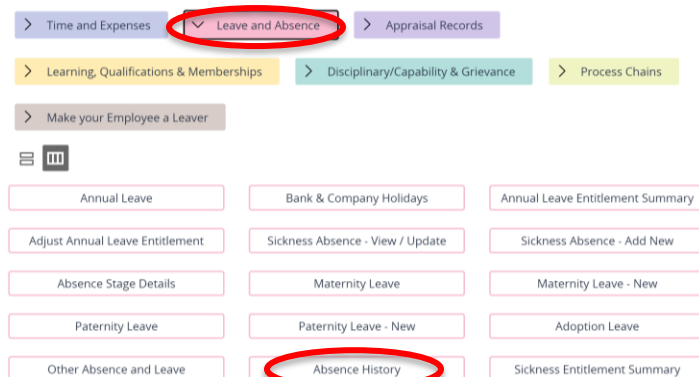 Time and Expenses Leave and Absence Appraisal Records
Learning, Qualifications & Memberships Disciplinary/Capability & Grievance Process Chains
Make your Employee a Leaver
Annual Leave Bank & Company Holidays Annual Leave Entitlement Summary
Adjust Annual Leave Entitlement Sickness Absence - View / Update Sickness Absence - Add New
Absence Stage Details Maternity Leave Maternity Leave - New
Paternity Leave Paternity Leave - New Adoption Leave
Other Absence and Leave Absence History Sickness Entitlement Summary